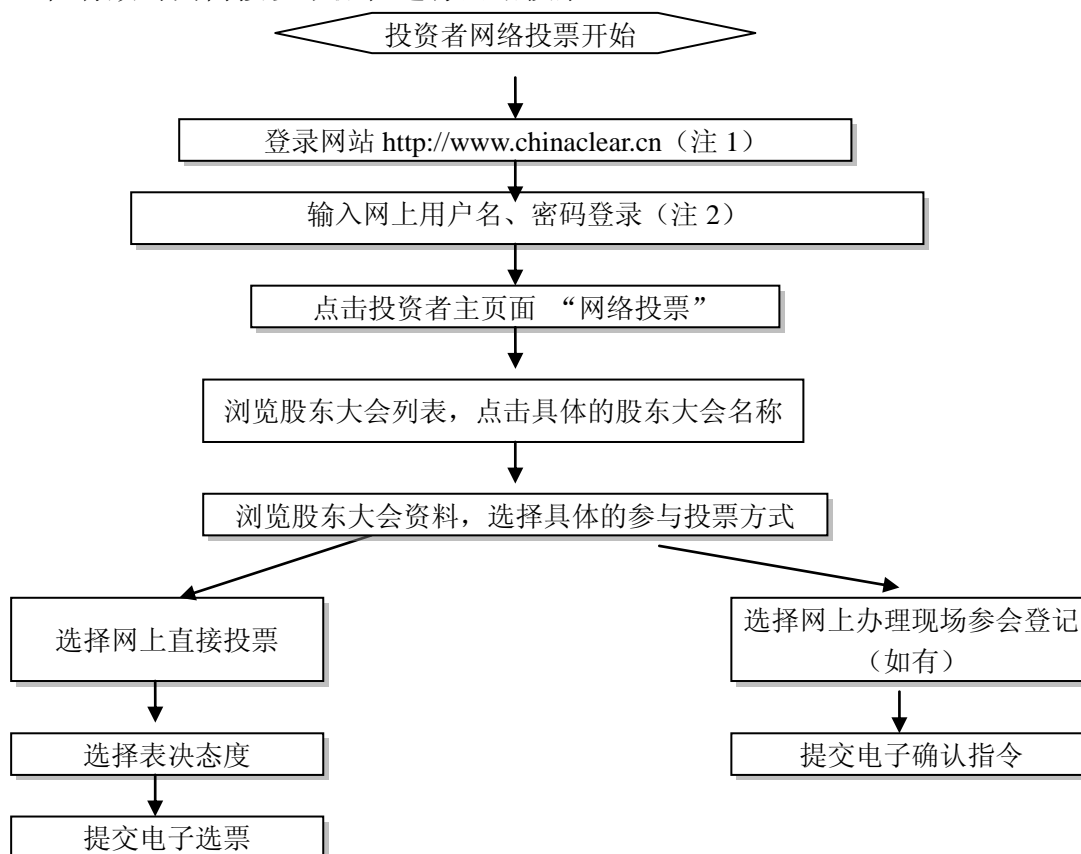 投资者网络投票开始
登录网站 http://www.chinaclear.cn（注 1）
输入网上用户名、密码登录（注 2）
点击投资者主页面 “网络投票”
浏览股东大会列表，点击具体的股东大会名称
浏览股东大会资料，选择具体的参与投票方式
选择网上直接投票
选择表决态度
提交电子选票
选择网上办理现场参会登记
（如有）
提交电子确认指令